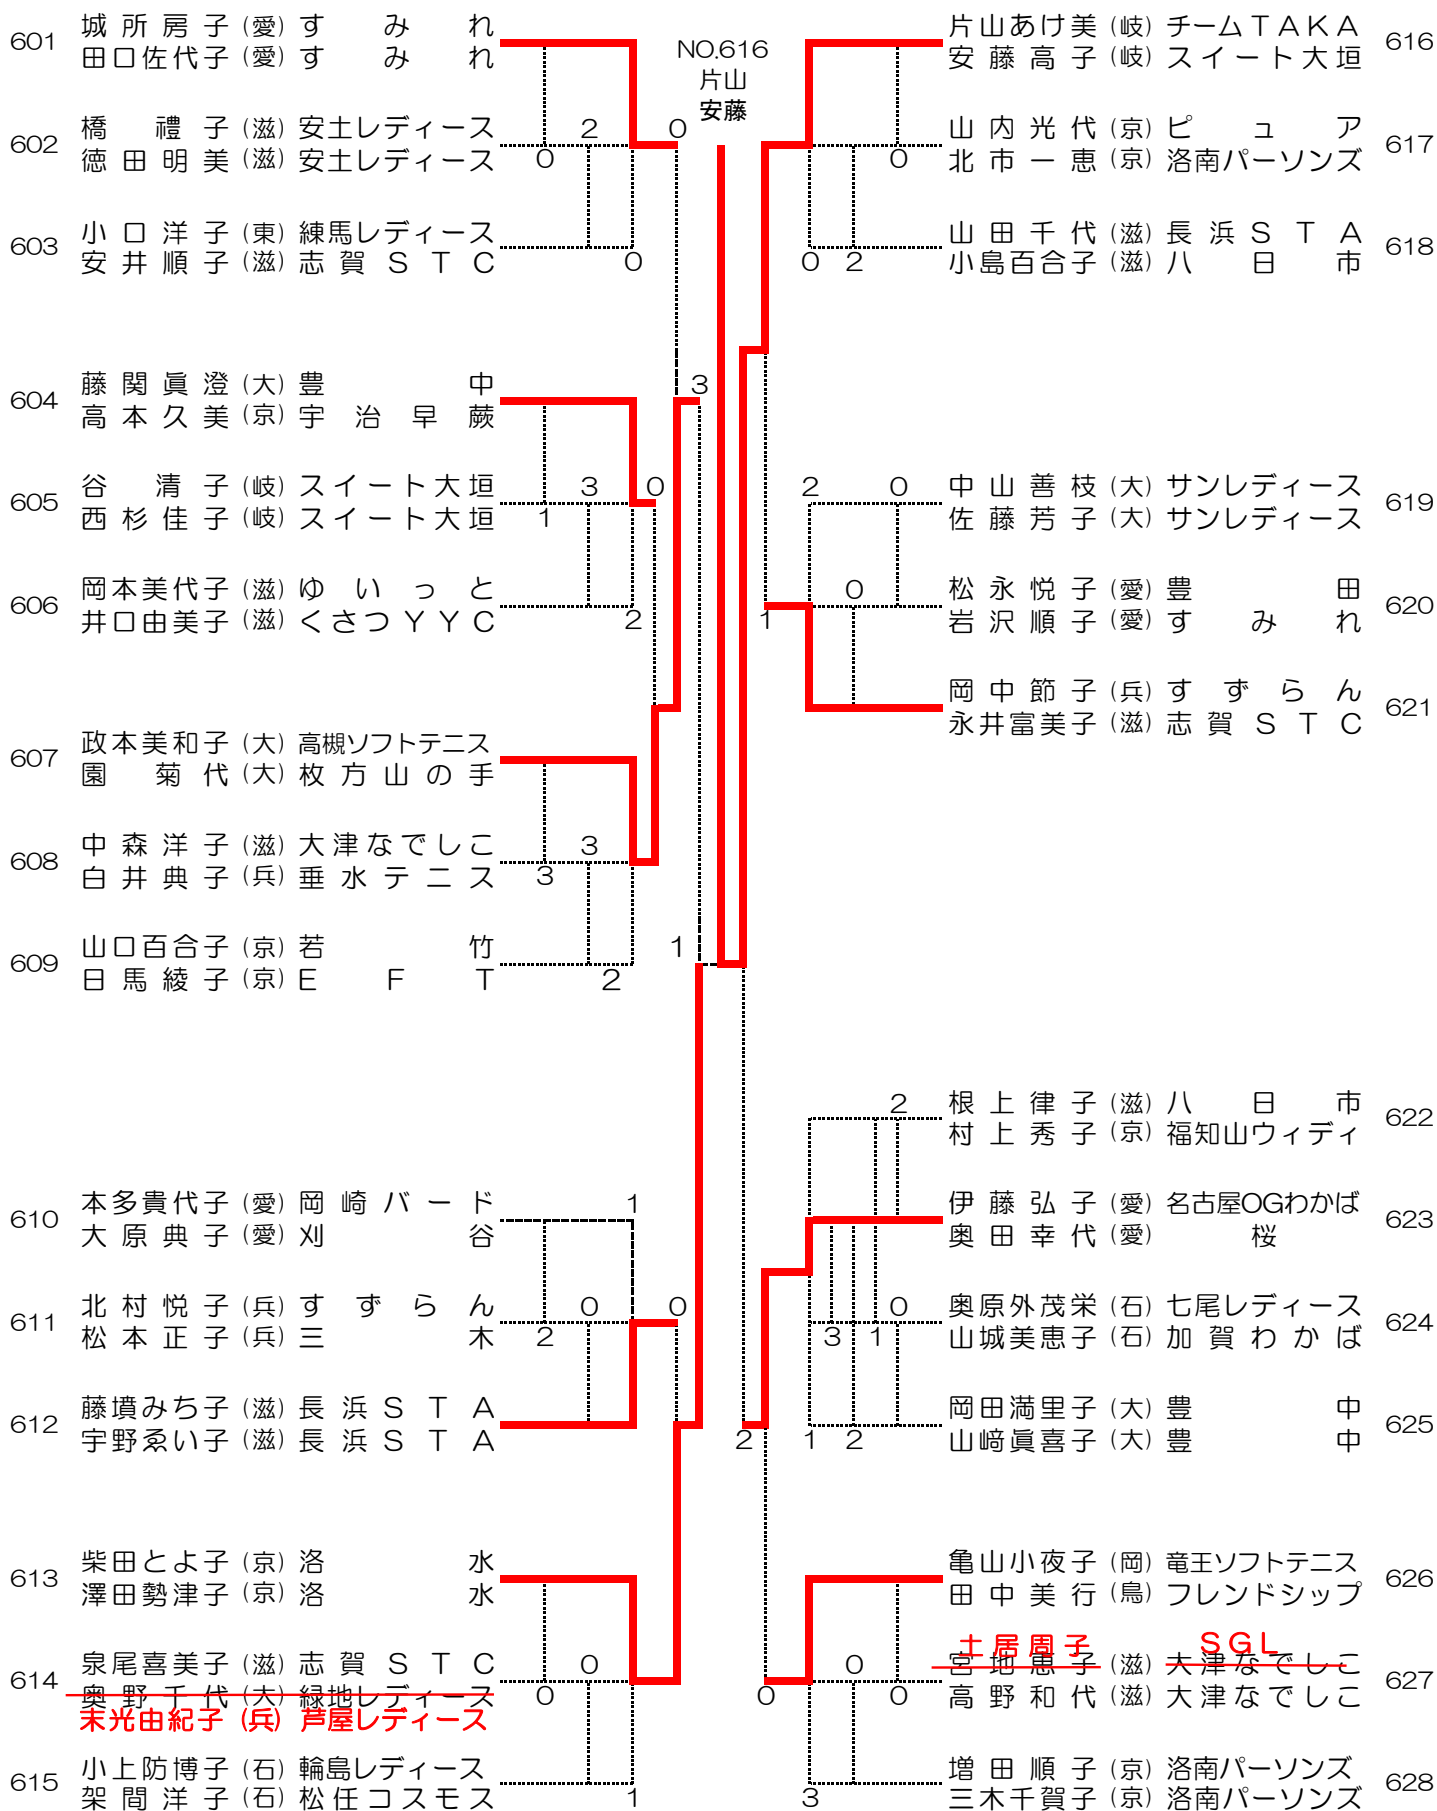 NO.616
片山
安藤
601 城所房子 (愛) すみれ
田口佐代子 (愛) すみれ
602 橋禮子 (滋) 安土レディース
徳田明美 (滋) 安土レディース
2 0
0
603 小口洋子 (東) 練馬レディース
安井順子 (滋) 志賀STC
0
604 藤関眞澄 (大) 豊中
高本久美 (京) 宇治早蕨
3
605 谷清子 (岐) スイート大垣
西杉佳子 (岐) スイート大垣
3 0
1
606 岡本美代子 (滋) ゆいっと
井口由美子 (滋) くさつYYC
2
607 政本美和子 (大) 高槻ソフトテニス
園菊代 (大) 枚方山の手
608 中森洋子 (滋) 大津なでしこ
白井典子 (兵) 垂水テニス
3
3
609 山口百合子 (京) 若竹
日馬綾子 (京) EFT
1
2
610 本多貴代子 (愛) 岡崎バード
大原典子 (愛) 刈谷
1
611 北村悦子 (兵) すずらん
松本正子 (兵) 三木
0 0
2
612 藤墳みち子 (滋) 長浜STA
宇野ゑい子 (滋) 長浜STA
613 柴田とよ子 (京) 洛水
澤田勢津子 (京) 洛水
614 泉尾喜美子 (滋) 志賀STC
奥野千代 (大) 緑地レディース
末光由紀子 (兵) 芦屋レディース
0
0
615 小上防博子 (石) 輪島レディース
架間洋子 (石) 松任コスモス
1
片山あけ美 (岐) チームTAKA 616
安藤高子 (岐) スイート大垣
山内光代 (京) ピュア 617
北市一恵 (京) 洛南パーソンズ
0
山田千代 (滋) 長浜STA 618
小島百合子 (滋) 八日市
0 2
中山善枝 (大) サンレディース 619
佐藤芳子 (大) サンレディース
2 0
松永悦子 (愛) 豊田 620
岩沢順子 (愛) すみれ
0
1
岡中節子 (兵) すずらん 621
永井富美子 (滋) 志賀STC
根上律子 (滋) 八日市 622
村上秀子 (京) 福知山ウィディ
2
伊藤弘子 (愛) 名古屋OGわかば 623
奥田幸代 (愛) 桜
奥原外茂栄 (石) 七尾レディース 624
山城美恵子 (石) 加賀わかば
0
3 1
岡田満里子 (大) 豊中 625
山﨑眞喜子 (大) 豊中
2 1 2
亀山小夜子 (岡) 竜王ソフトテニス 626
田中美行 (鳥) フレンドシップ
土居周子 SGL
宮地恵子 (滋) 大津なでしこ 627
高野和代 (滋) 大津なでしこ
0
0 0
増田順子 (京) 洛南パーソンズ 628
三木千賀子 (京) 洛南パーソンズ
3